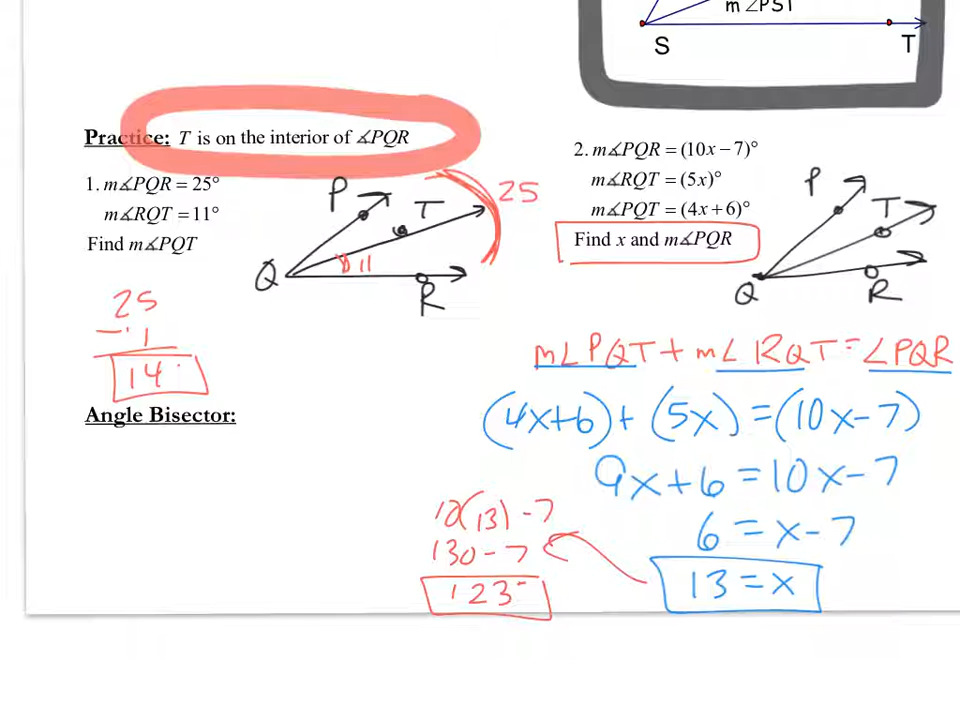 m∠PST
S
T
Practice: T is on the interior of ∡PQR
1. m∡PQR = 25°
m∡RQT = 11°
Find m∡PQT
P
T
Q
R
11
25
25
- 11
14°
2. m∡PQR = (10x − 7)°
m∡RQT = (5x)°
m∡PQT = (4x + 6)°
Find x and m∡PQR
P
T
Q
R
m∠PQT + m∠RQT = ∠PQR
(4x+6) + (5x) = (10x-7)
9x+6 = 10x-7
6 = x-7
13 = x
10(13) - 7
130 - 7
123°
Angle Bisector: